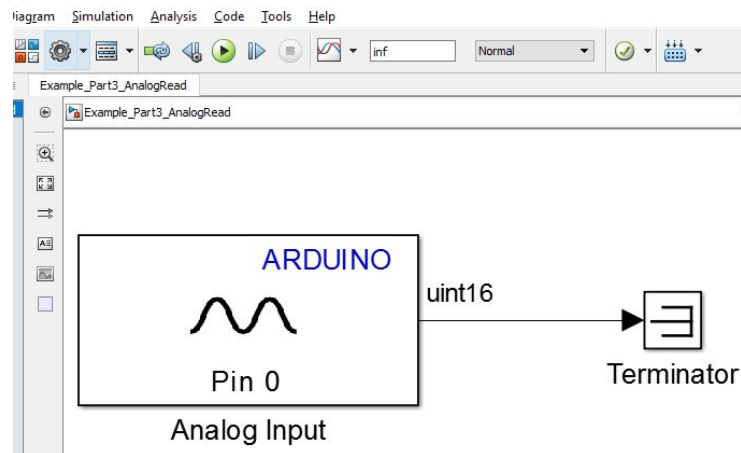 Diagram Simulation Analysis Code Tools Help
inf Normal
Example_Part3_AnalogRead
Example_Part3_AnalogRead
ARDUINO
uint16
Pin 0
Terminator
Analog Input